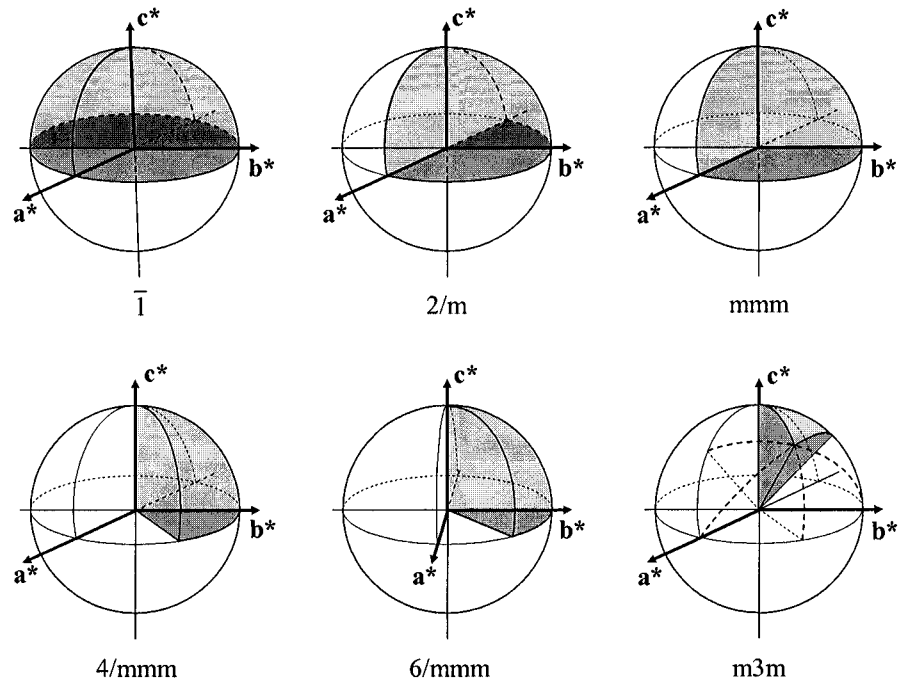 c* c* c*
b* b* b*
a* a* a*
1̄ 2/m mmm
c* c* c*
b* b* b*
a* a* a*
4/mmm 6/mmm m3m